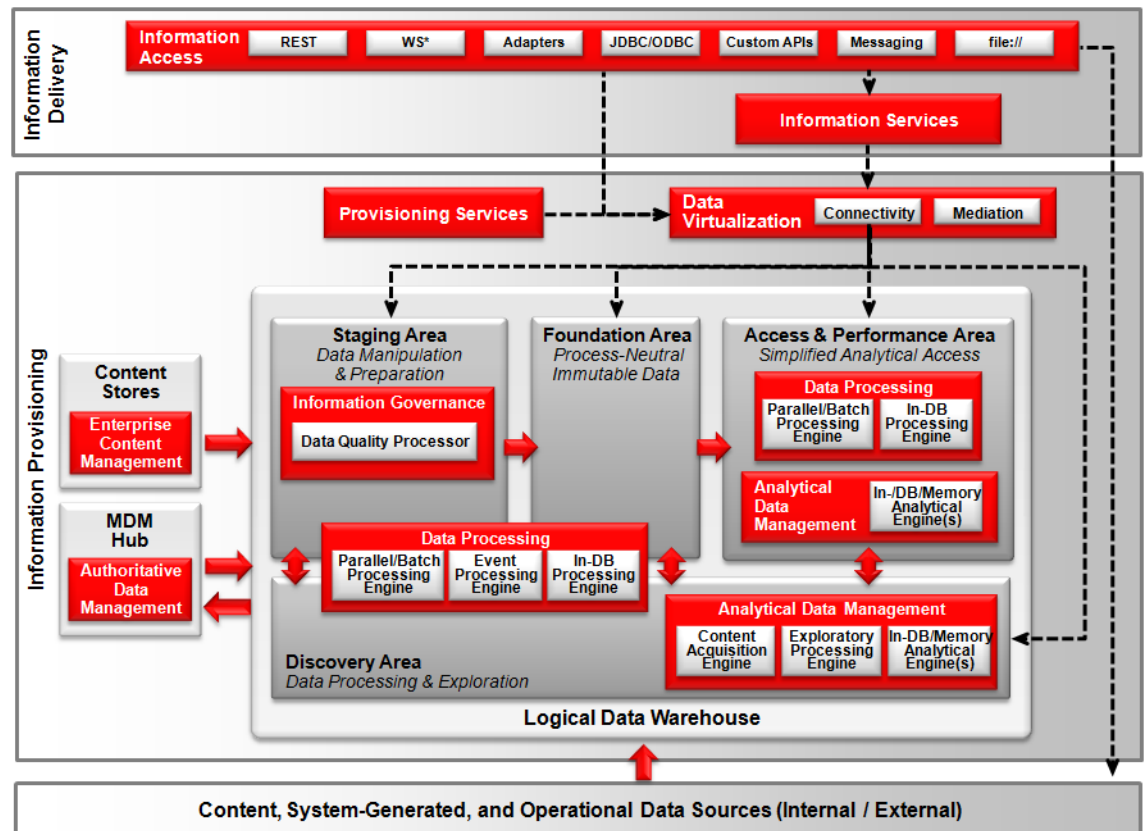 Information Delivery
Information Access
REST
WS*
Adapters
JDBC/ODBC
Custom APIs
Messaging
file://
Information Services
Information Provisioning
Provisioning Services
Data Virtualization
Connectivity
Mediation
Staging Area
Data Manipulation
& Preparation
Information Governance
Data Quality Processor
Foundation Area
Process-Neutral
Immutable Data
Access & Performance Area
Simplified Analytical Access
Data Processing
Parallel/Batch
Processing
Engine
In-DB
Processing
Engine
Analytical
Data
Management
In-/DB/Memory
Analytical
Engine(s)
Content
Stores
Enterprise
Content
Management
MDM
Hub
Authoritative
Data
Management
Data Processing
Parallel/Batch
Processing
Engine
Event
Processing
Engine
In-DB
Processing
Engine
Analytical Data Management
Content
Acquisition
Engine
Exploratory
Processing
Engine
In-DB/Memory
Analytical
Engine(s)
Discovery Area
Data Processing & Exploration
Logical Data Warehouse
Content, System-Generated, and Operational Data Sources (Internal / External)